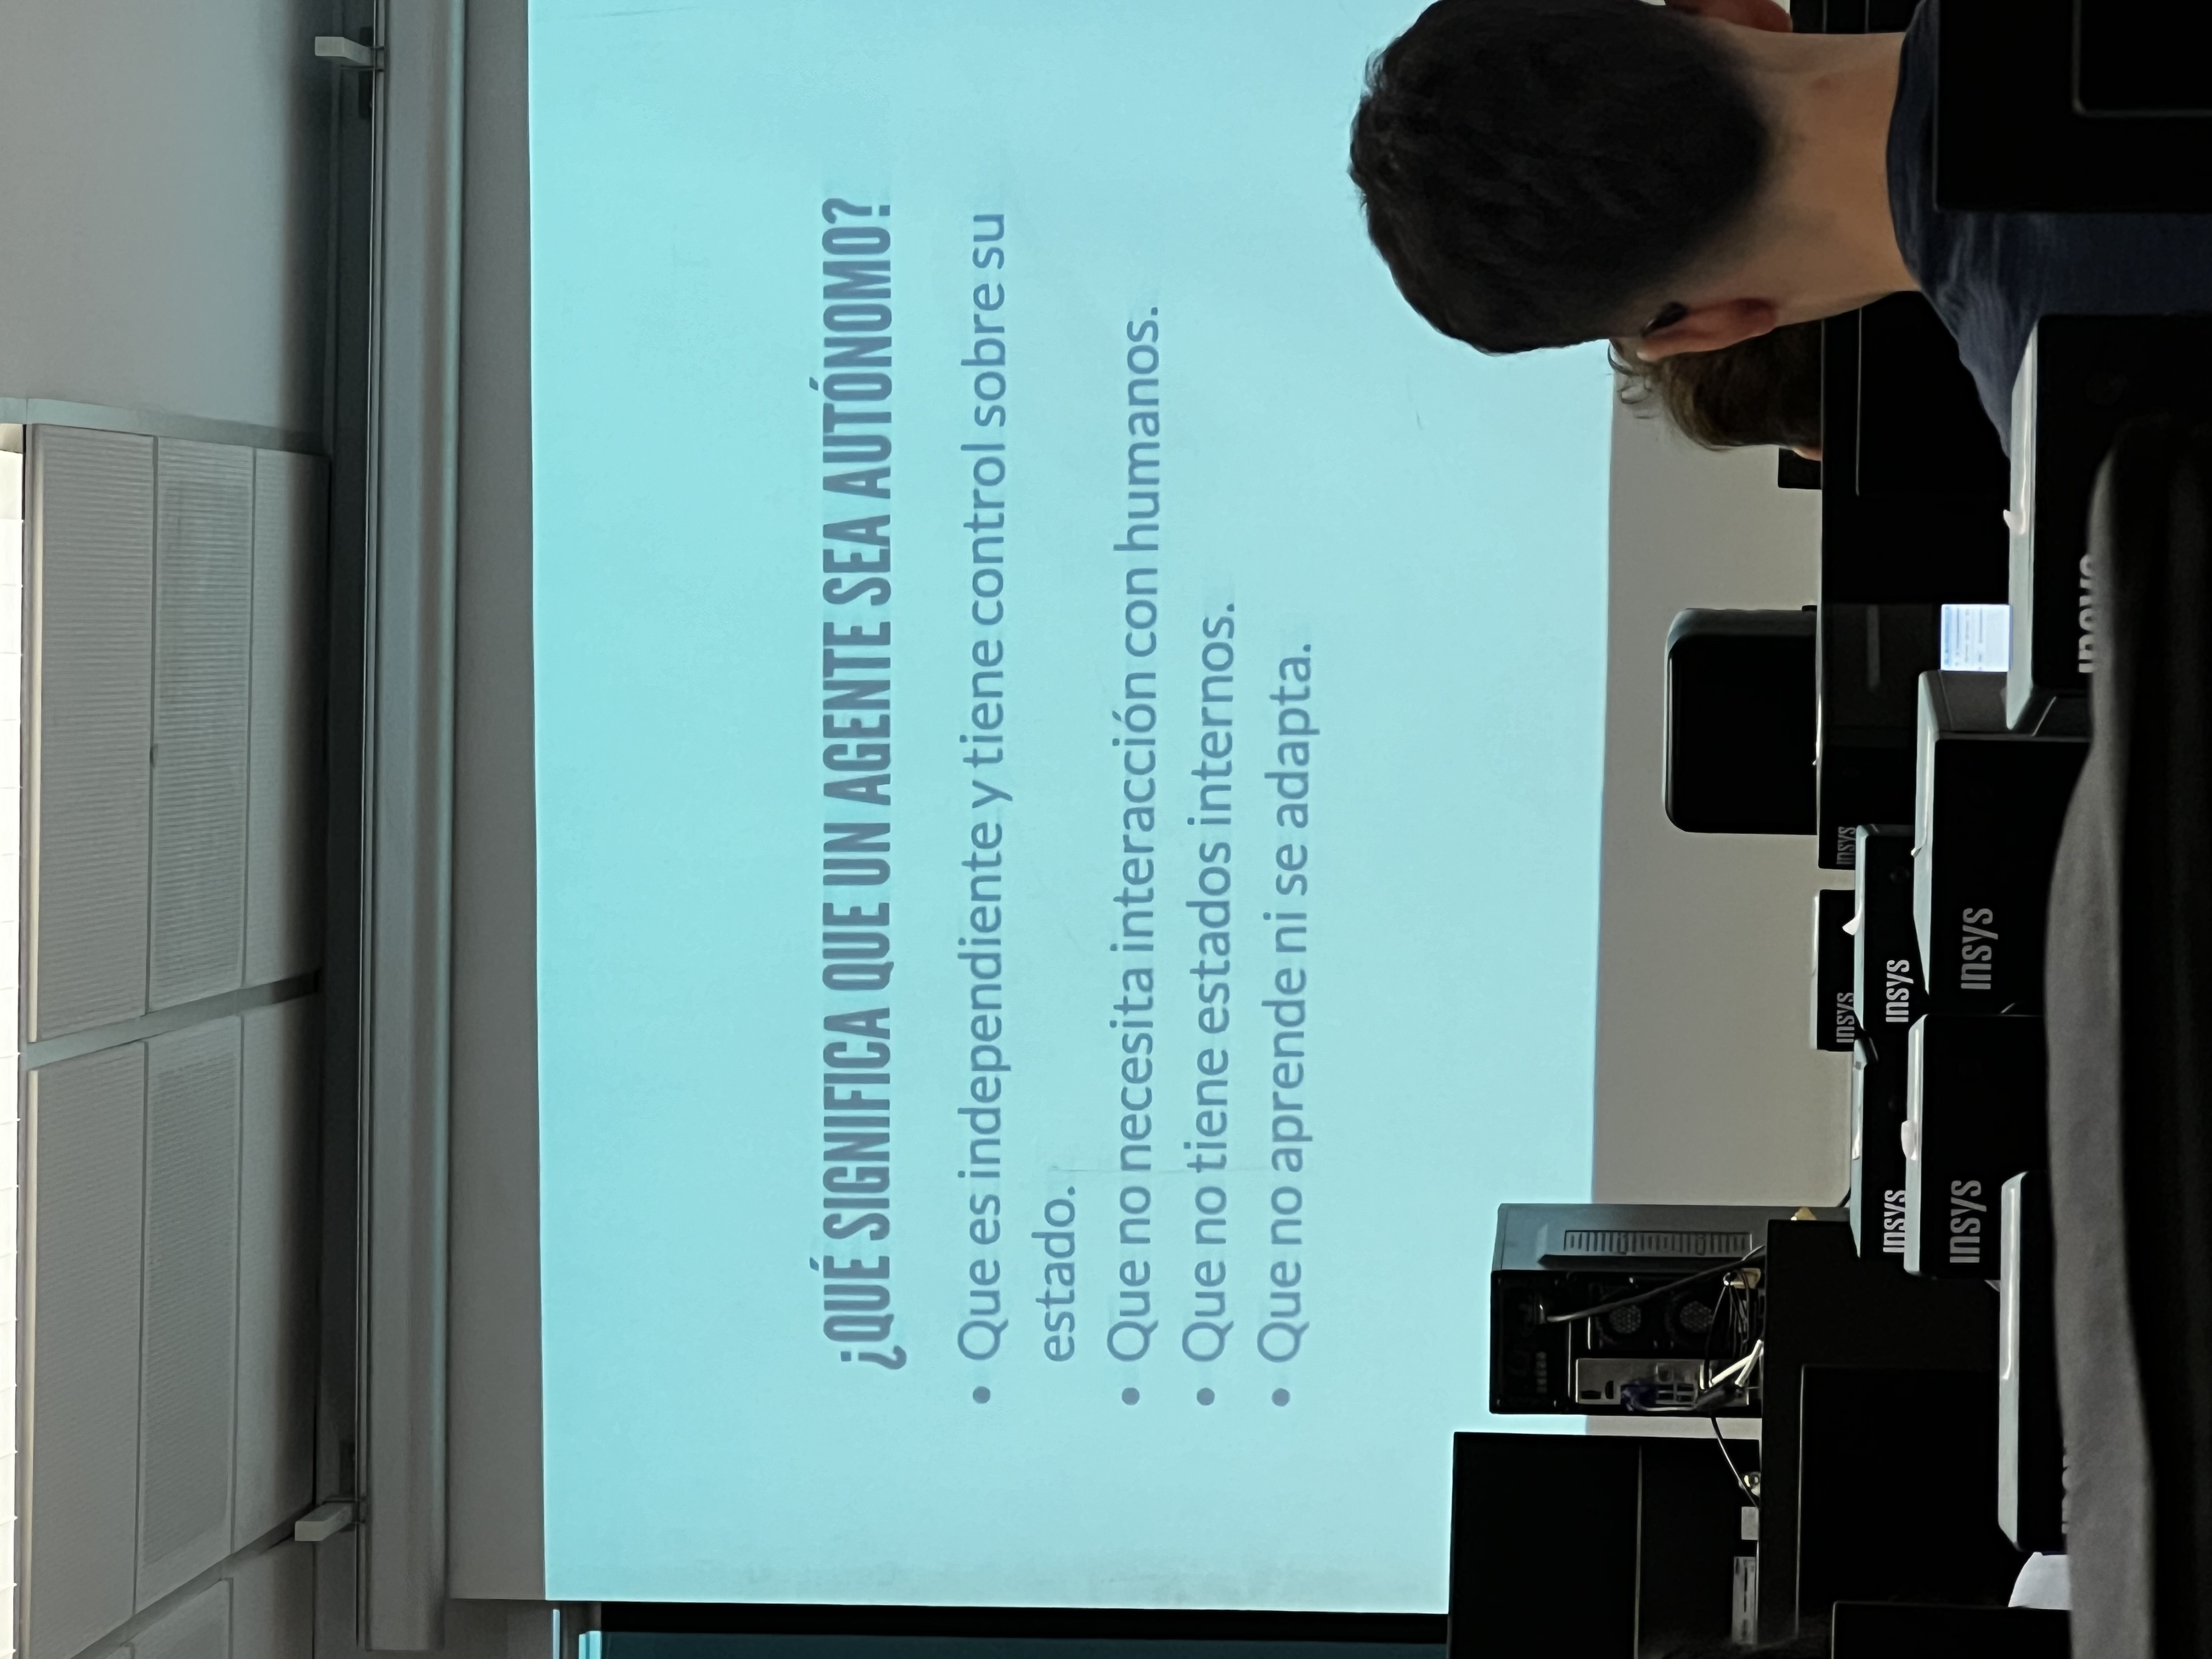 ¿QUÉ SIGNIFICA QUE UN AGENTE SEA AUTÓNOMO?
• Que es independiente y tiene control sobre su
estado.
• Que no necesita interacción con humanos.
• Que no tiene estados internos.
• Que no aprende ni se adapta.
INSYS
INSYS
INSYS
INSYS
INSYS
INSYS